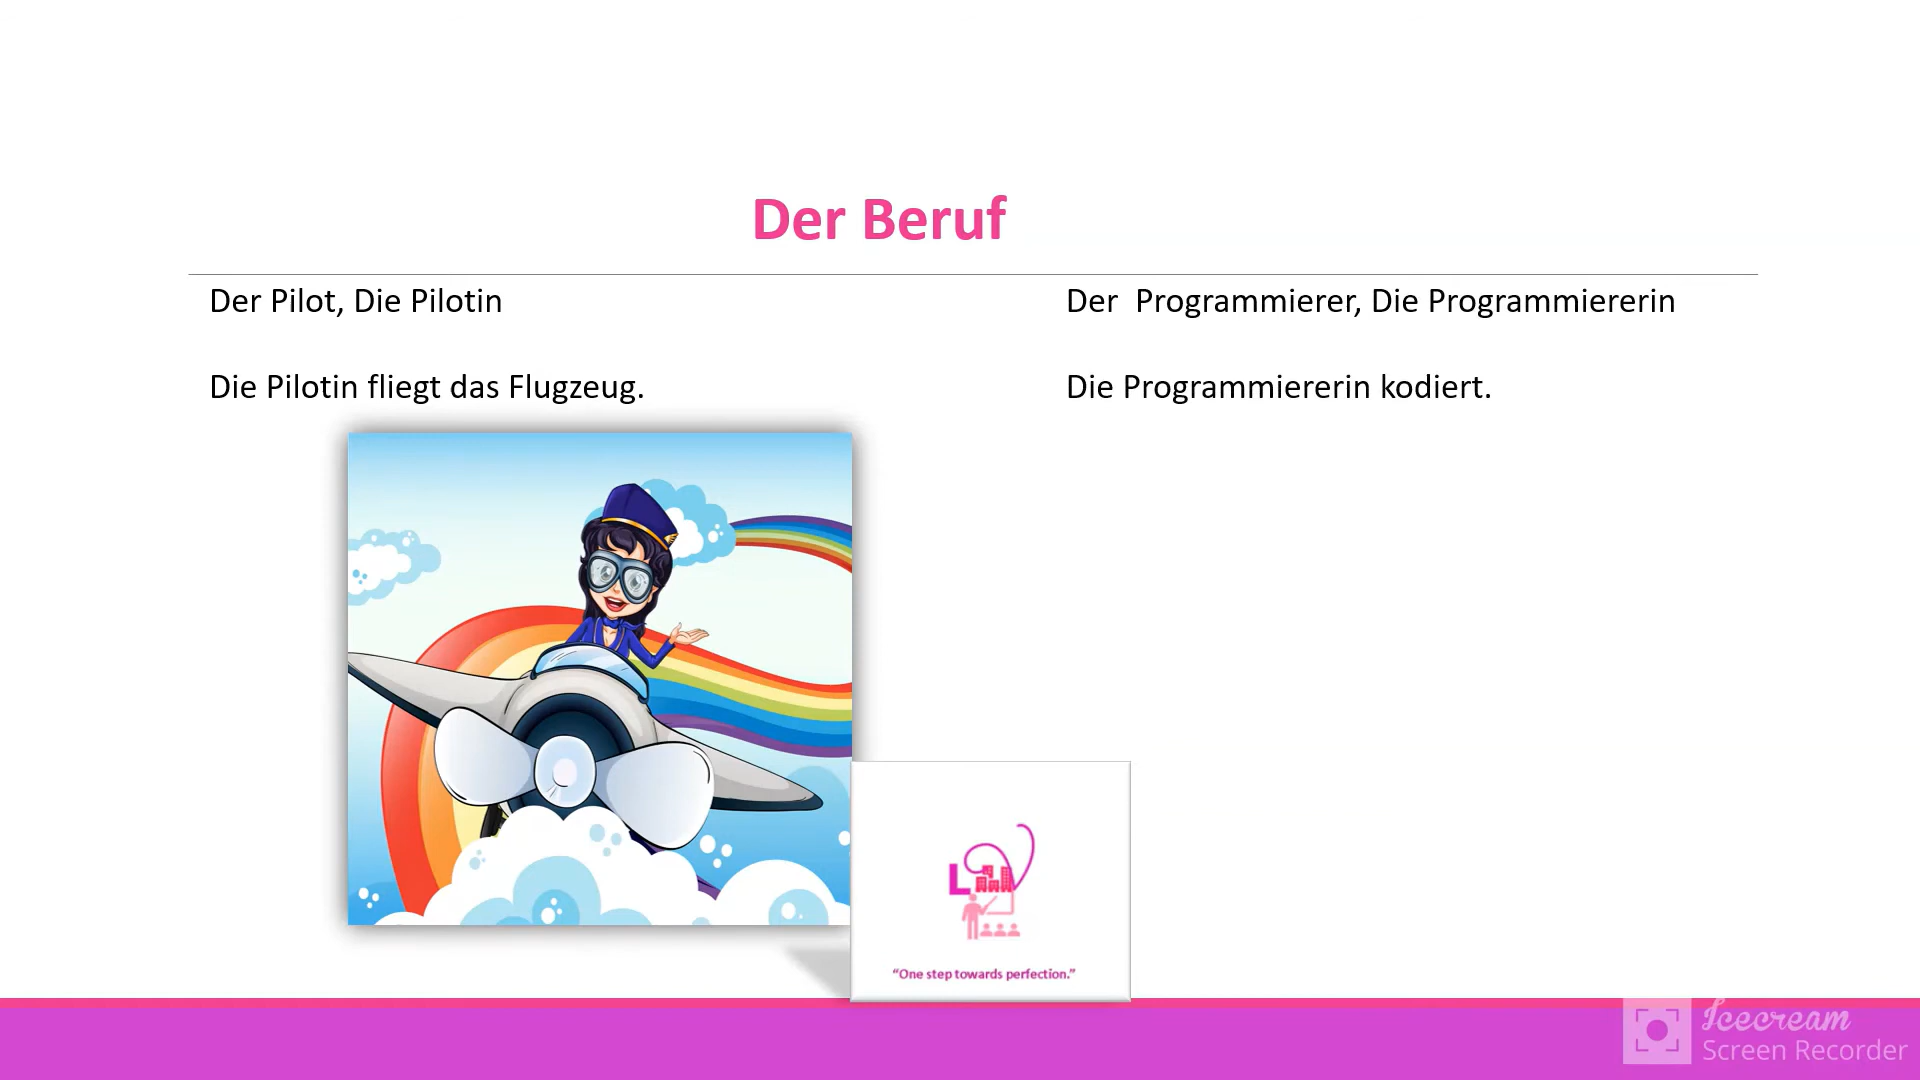 Der Beruf
Der Pilot, Die Pilotin
Die Pilotin fliegt das Flugzeug.
Der  Programmierer, Die Programmiererin
Die Programmiererin kodiert.
L
“One step towards perfection.”
Icecream
Screen Recorder